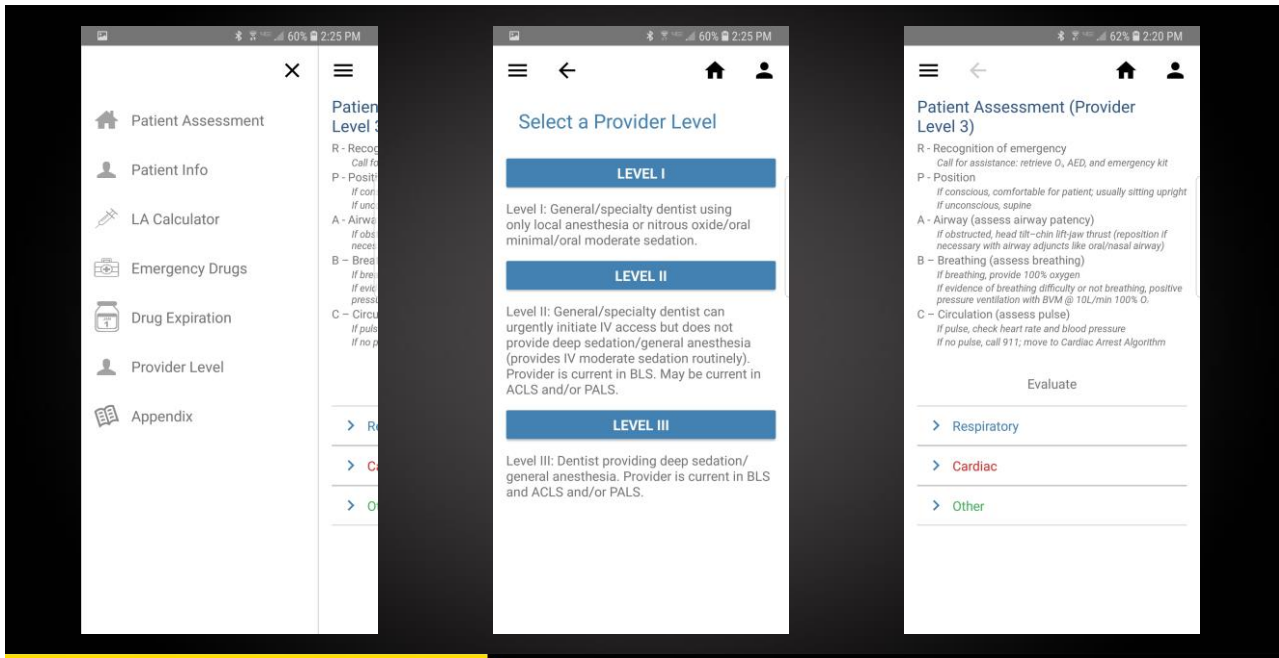 60% 2:25 PM
Patient Assessment
Patient Info
LA Calculator
Emergency Drugs
Drug Expiration
Provider Level
Appendix
Patien
Level 3
R - Recog
Call fo
P - Positi
If con
If unc
A - Airwa
If obs
neces
B – Brea
If brea
If evid
pressu
C – Circu
If puls
If no p
Re
Ca
Ot
60% 2:25 PM
Select a Provider Level
LEVEL I
Level I: General/specialty dentist using
only local anesthesia or nitrous oxide/oral
minimal/oral moderate sedation.
LEVEL II
Level II: General/specialty dentist can
urgently initiate IV access but does not
provide deep sedation/general anesthesia
(provides IV moderate sedation routinely).
Provider is current in BLS. May be current in
ACLS and/or PALS.
LEVEL III
Level III: Dentist providing deep sedation/
general anesthesia. Provider is current in BLS
and ACLS and/or PALS.
62% 2:20 PM
Patient Assessment (Provider
Level 3)
R - Recognition of emergency
Call for assistance: retrieve O₂, AED, and emergency kit
P - Position
If conscious, comfortable for patient; usually sitting upright
If unconscious, supine
A - Airway (assess airway patency)
If obstructed, head tilt–chin lift-jaw thrust (reposition if
necessary with airway adjuncts like oral/nasal airway)
B – Breathing (assess breathing)
If breathing, provide 100% oxygen
If evidence of breathing difficulty or not breathing, positive
pressure ventilation with BVM @ 10L/min 100% O₂
C – Circulation (assess pulse)
If pulse, check heart rate and blood pressure
If no pulse, call 911; move to Cardiac Arrest Algorithm
Evaluate
Respiratory
Cardiac
Other